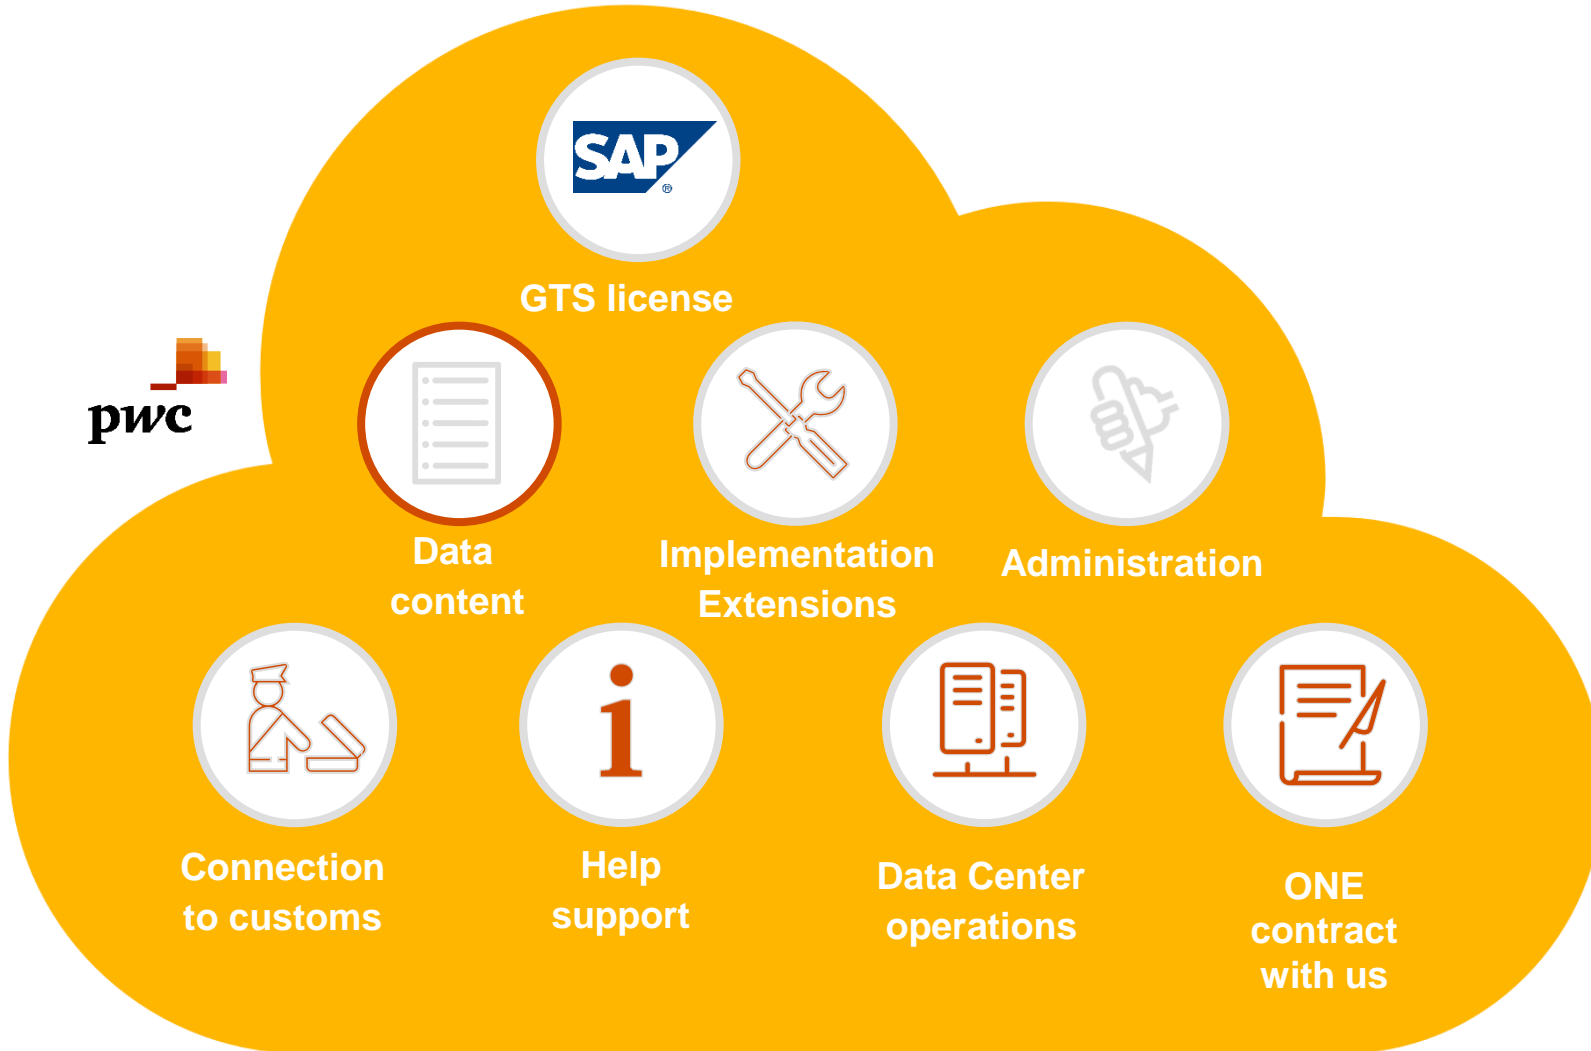 SAP
®
GTS license
pwc
Data
content
Implementation
Extensions
Administration
Connection
to customs
Help
support
Data Center
operations
ONE
contract
with us